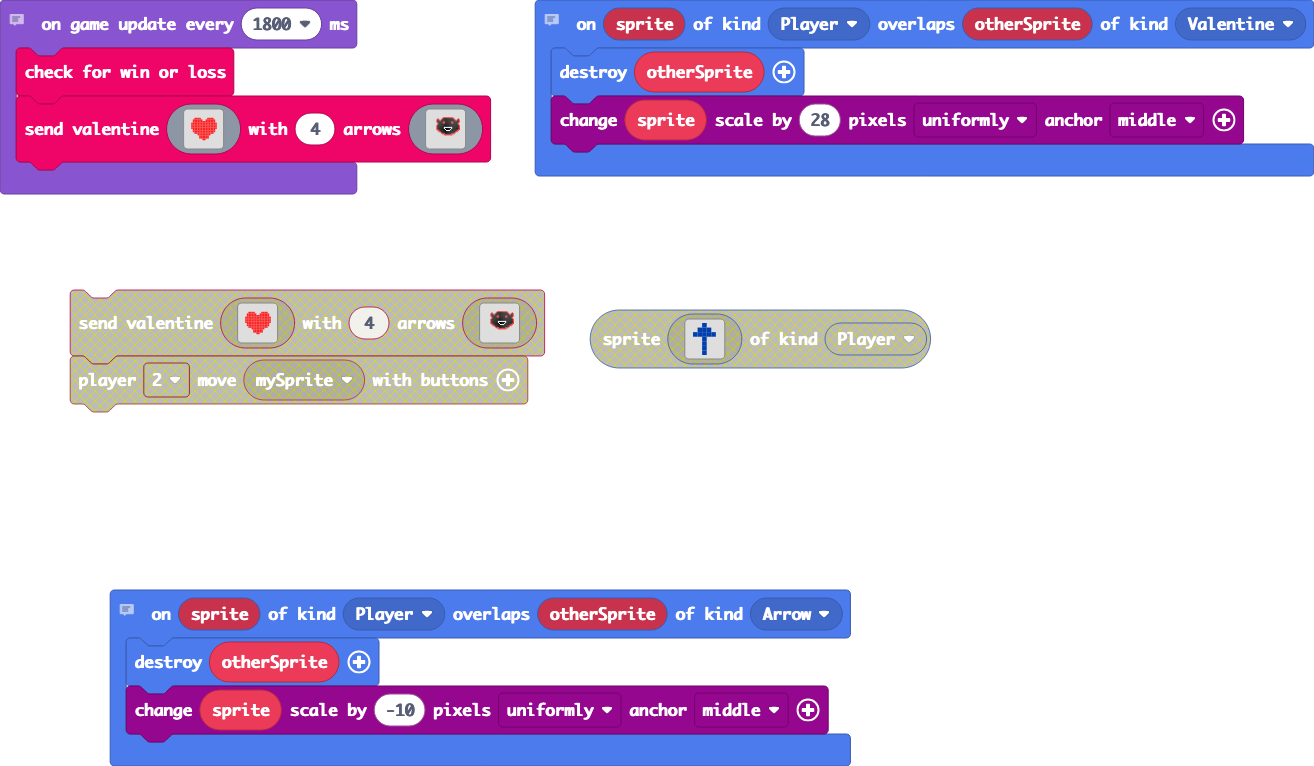 on game update every 1800 ms
check for win or loss
send valentine with 4 arrows
on sprite of kind Player overlaps otherSprite of kind Valentine
destroy otherSprite
change sprite scale by 28 pixels uniformly anchor middle
send valentine with 4 arrows
player 2 move mySprite with buttons
sprite of kind Player
on sprite of kind Player overlaps otherSprite of kind Arrow
destroy otherSprite
change sprite scale by -10 pixels uniformly anchor middle